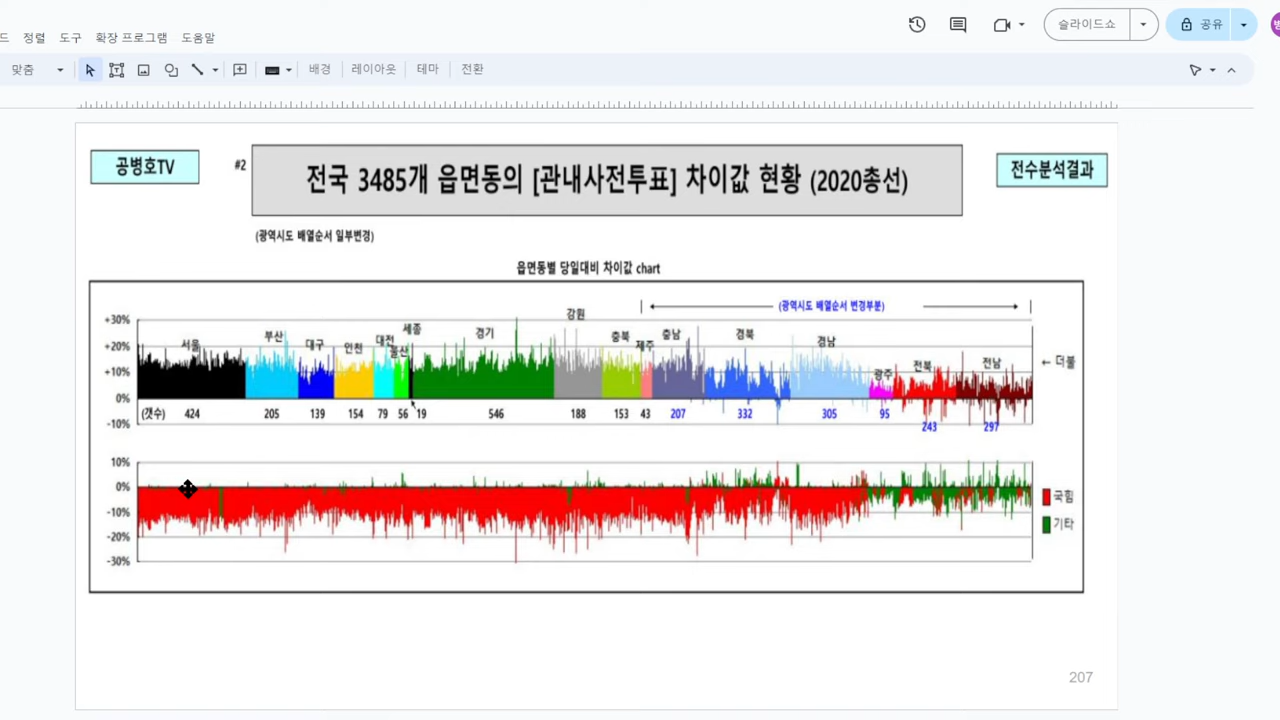 슬라이드쇼
공유
드 정렬 도구 확장 프로그램 도움말
맞춤 배경 레이아웃 테마 전환
공병호TV
#2
전국 3485개 읍면동의 [관내사전투표] 차이값 현황 (2020총선)
전수분석결과
(광역시도 배열순서 일부변경)
읍면동별 당일대비 차이값 chart
(광역시도 배열순서 변경부분)
+30%
+20%
+10%
0%
-10%
서울 부산 대구 인천 대전 울산 세종 경기 강원 충북 제주 충남 경북 경남 광주 전북 전남
← 더불
(갯수) 424 205 139 154 79 56 19 546 188 153 43 207 332 305 95 243 297
10%
0%
-10%
-20%
-30%
국힘
기타
207